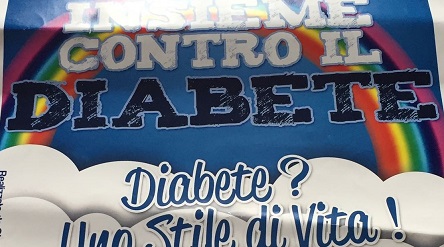 INSIEME
CONTRO IL
DIABETE
Diabete?
Uno Stile di Vita!